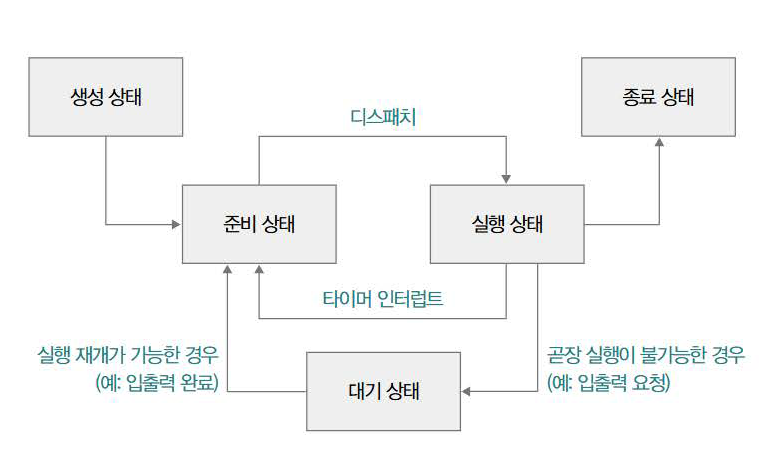 생성 상태
종료 상태
디스패치
준비 상태
실행 상태
타이머 인터럽트
실행 재개가 가능한 경우
(예: 입출력 완료)
곧장 실행이 불가능한 경우
(예: 입출력 요청)
대기 상태